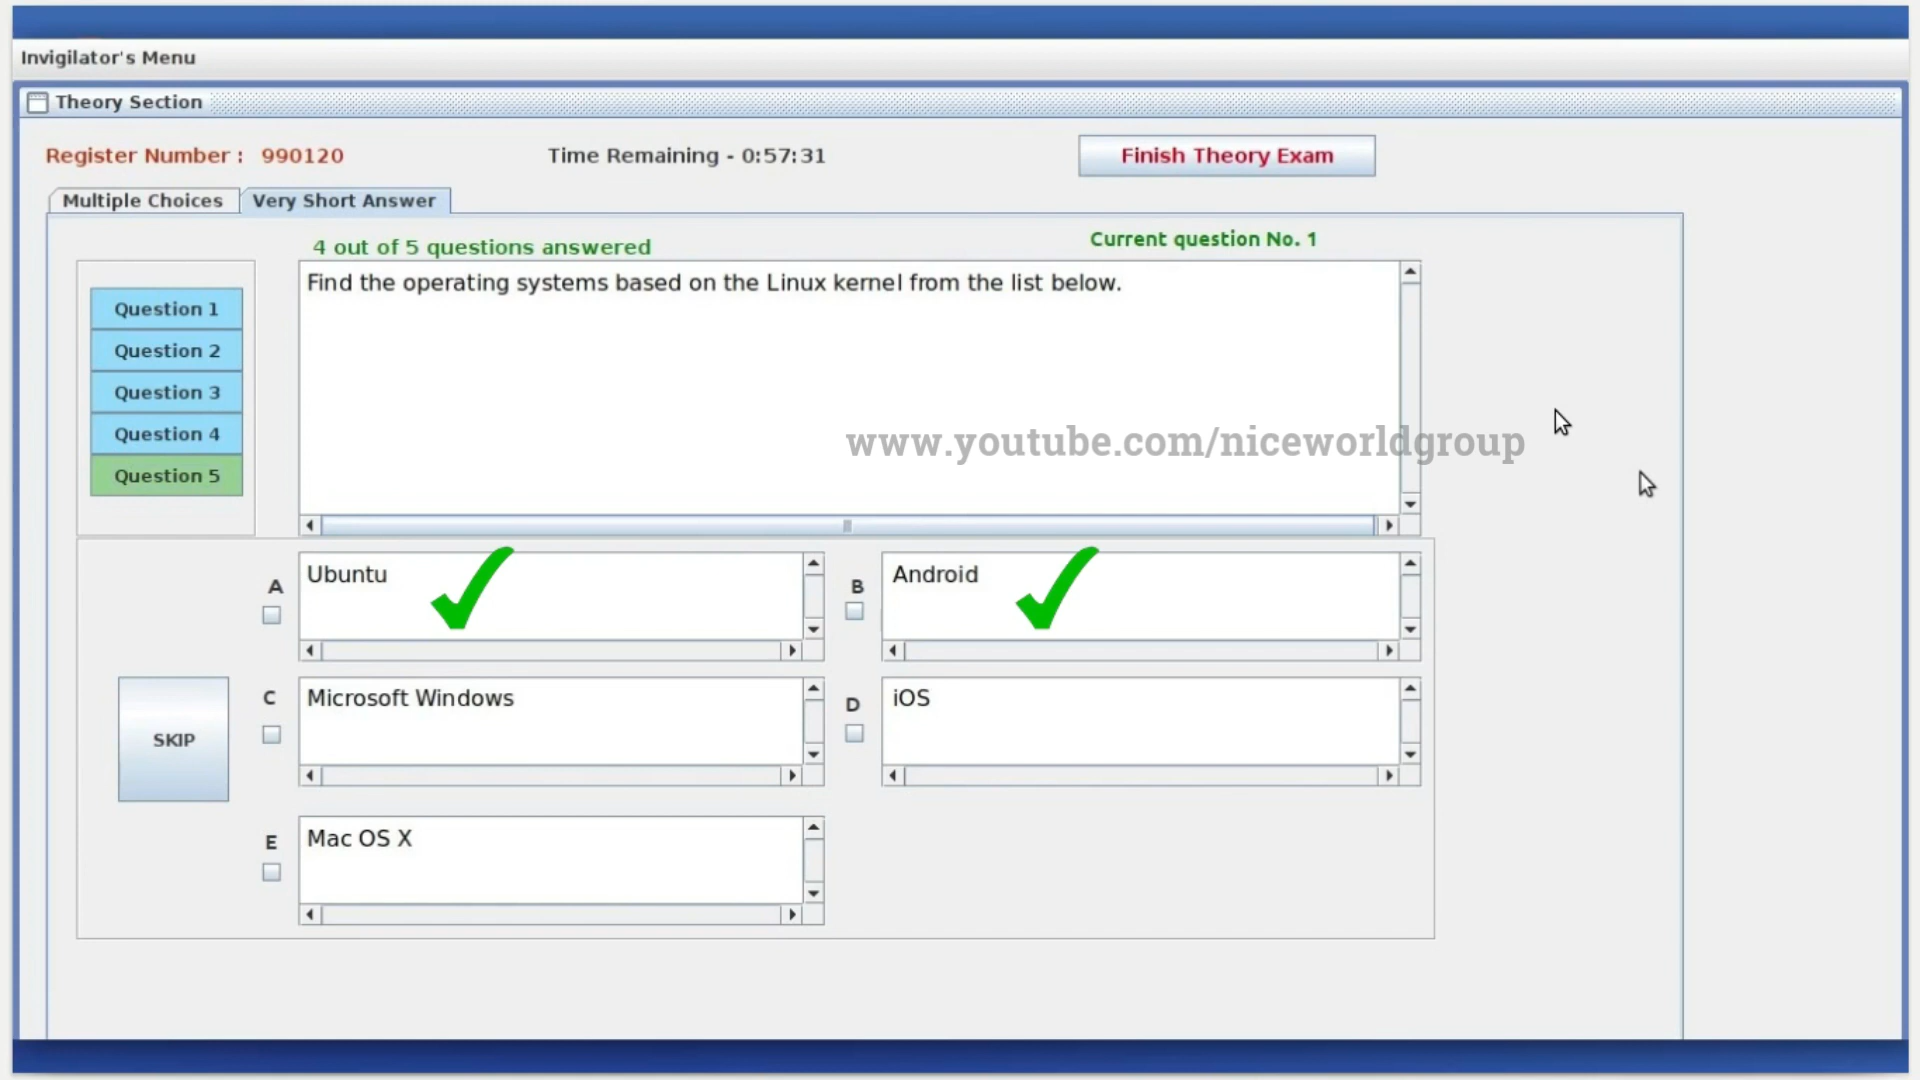 Invigilator's Menu
Theory Section
Register Number : 990120
Time Remaining - 0:57:31
Finish Theory Exam
Multiple Choices
Very Short Answer
4 out of 5 questions answered
Current question No. 1
Question 1
Question 2
Question 3
Question 4
Question 5
Find the operating systems based on the Linux kernel from the list below.
www.youtube.com/niceworldgroup
A
Ubuntu
B
Android
SKIP
C
Microsoft Windows
D
iOS
E
Mac OS X